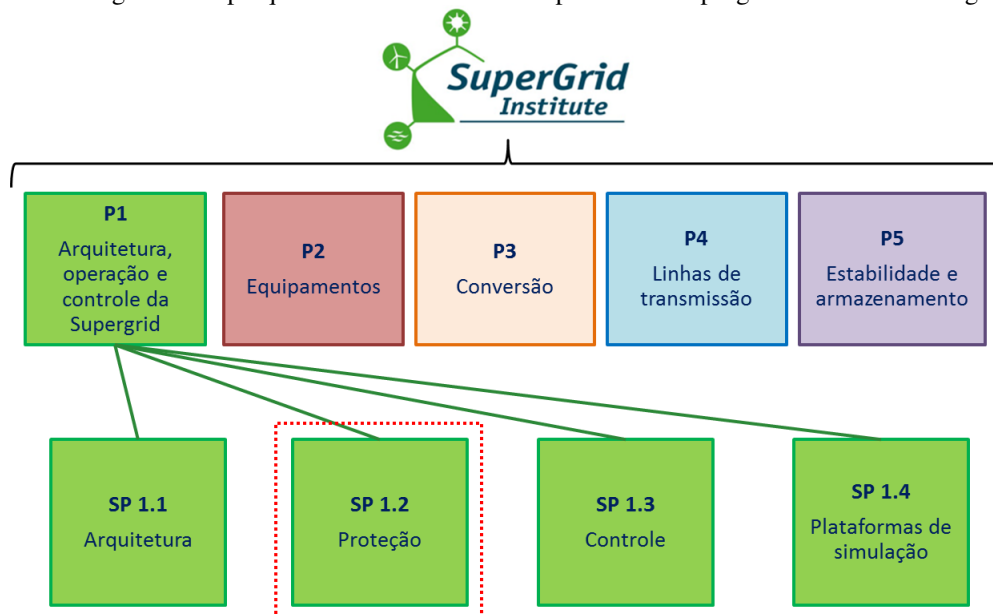 SuperGrid
Institute
P1
Arquitetura,
operação e
controle da
Supergrid
P2
Equipamentos
P3
Conversão
P4
Linhas de
transmissão
P5
Estabilidade e
armazenamento
SP 1.1
Arquitetura
SP 1.2
Proteção
SP 1.3
Controle
SP 1.4
Plataformas de
simulação